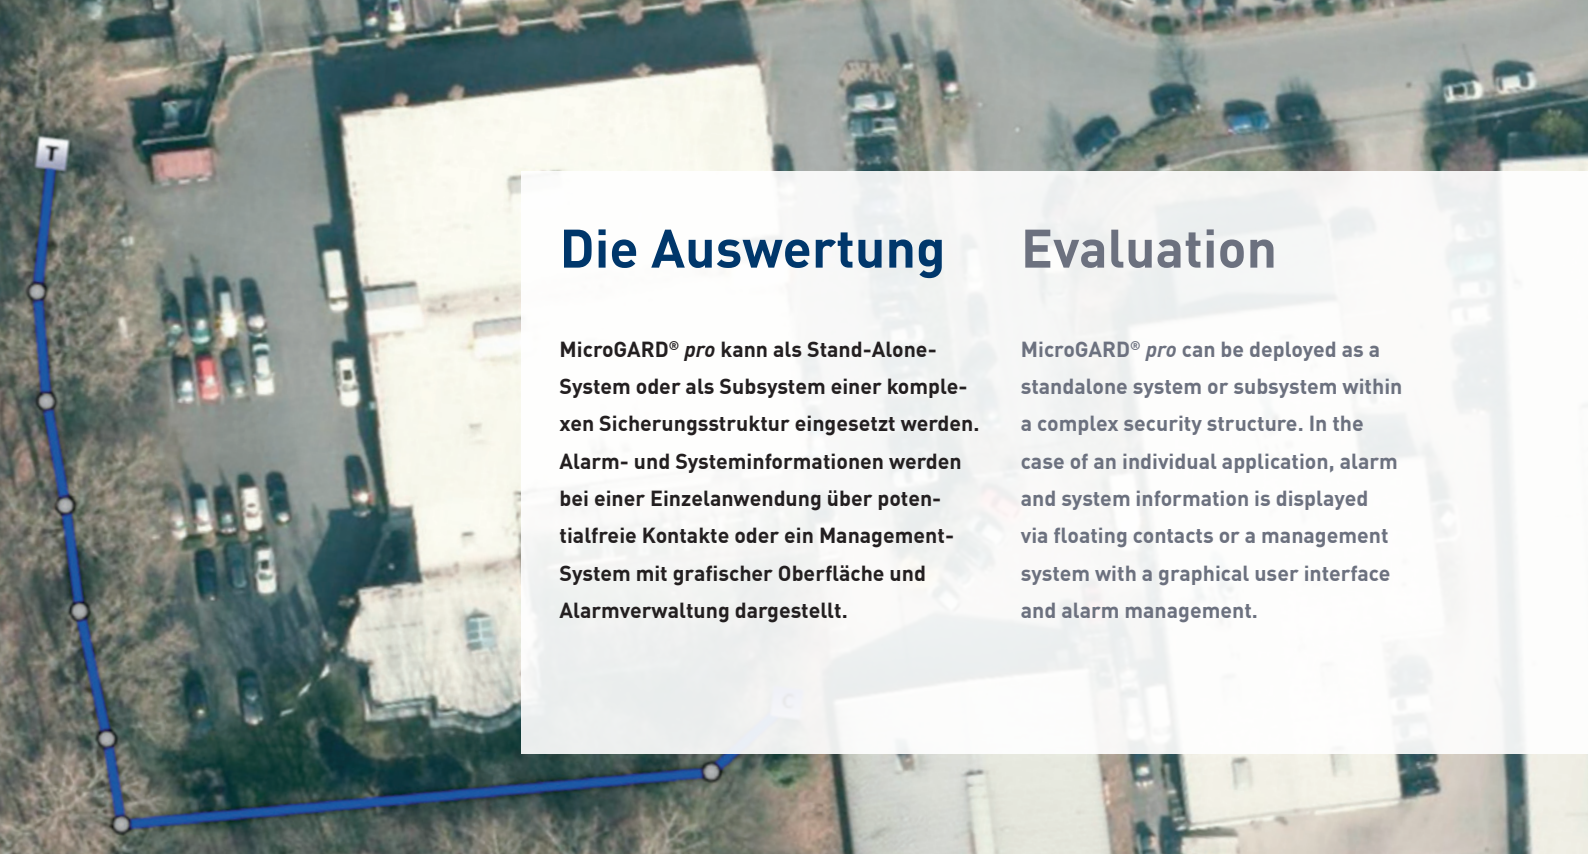 T
Die Auswertung
MicroGARD® pro kann als Stand-Alone-
System oder als Subsystem einer komple-
xen Sicherungsstruktur eingesetzt werden.
Alarm- und Systeminformationen werden
bei einer Einzelanwendung über poten-
tialfreie Kontakte oder ein Management-
System mit grafischer Oberfläche und
Alarmverwaltung dargestellt.
Evaluation
MicroGARD® pro can be deployed as a
standalone system or subsystem within
a complex security structure. In the
case of an individual application, alarm
and system information is displayed
via floating contacts or a management
system with a graphical user interface
and alarm management.
C